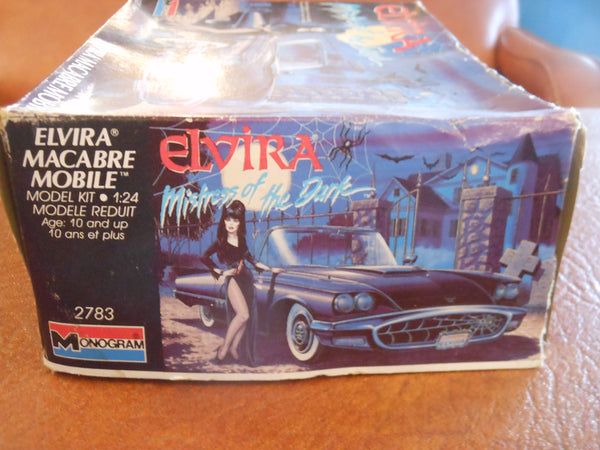 ELVIRA®
MACABRE
MOBILE™
MODEL KIT • 1:24
MODELE REDUIT
Age: 10 and up
10 ans et plus
2783
MONOGRAM®
ELVIRA
Mistress of the Dark
ELVIRA